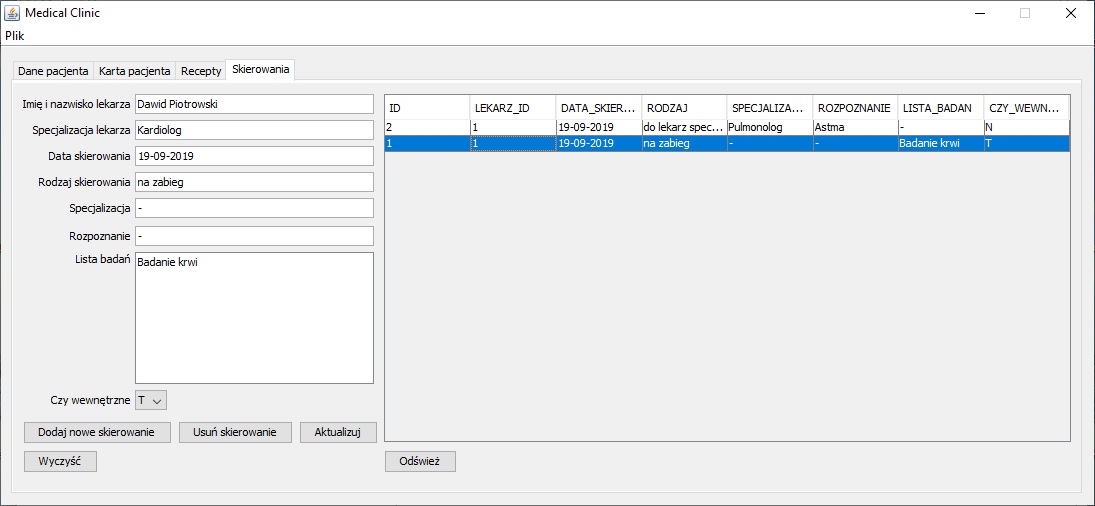 Medical Clinic
Plik
Dane pacjenta Karta pacjenta Recepty Skierowania
Imię i nazwisko lekarza Dawid Piotrowski
Specjalizacja lekarza Kardiolog
Data skierowania 19-09-2019
Rodzaj skierowania na zabieg
Specjalizacja -
Rozpoznanie -
Lista badań Badanie krwi
Czy wewnętrzne T
Dodaj nowe skierowanie Usuń skierowanie Aktualizuj
Wyczyść
ID LEKARZ_ID DATA_SKIER... RODZAJ SPECJALIZA... ROZPOZNANIE LISTA_BADAN CZY_WEWN...
2 1 19-09-2019 do lekarz spec... Pulmonolog Astma - N
1 1 19-09-2019 na zabieg - - Badanie krwi T
Odśwież